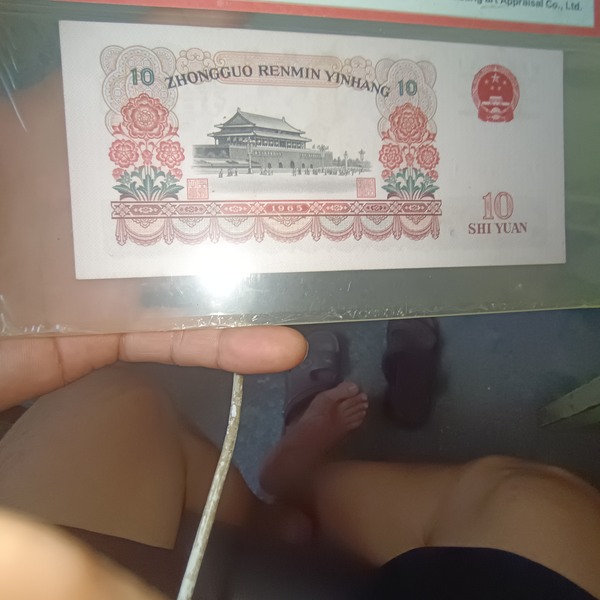 Appraisal Co., Ltd.
10 ZHONGGUO RENMIN YINHANG 10
1965
10
SHI YUAN